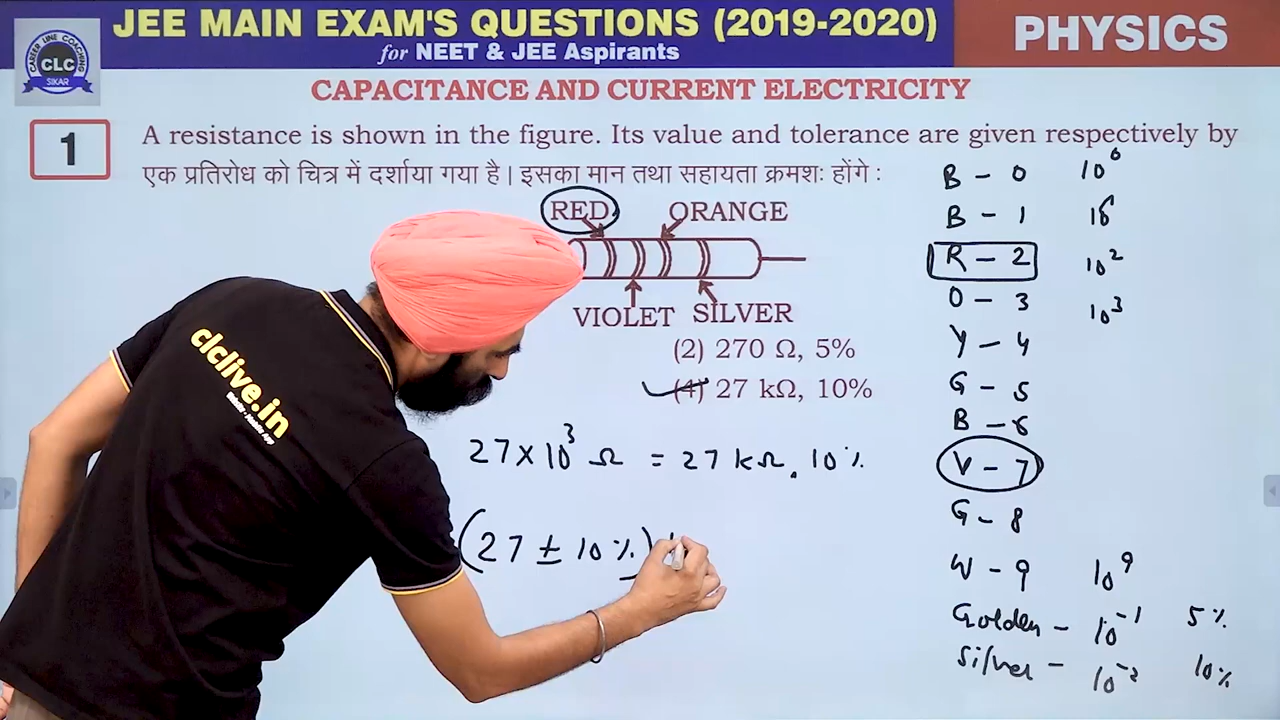 JEE MAIN EXAM'S QUESTIONS (2019-2020)
for NEET & JEE Aspirants
PHYSICS
CAREER LINE COACHING
CLC
SIKAR
CAPACITANCE AND CURRENT ELECTRICITY
1
A resistance is shown in the figure. Its value and tolerance are given respectively by
एक प्रतिरोध को चित्र में दर्शाया गया है। इसका मान तथा सहायता क्रमशः होंगे :
RED ORANGE
VIOLET SILVER
(2) 270 Ω, 5%
(4) 27 kΩ, 10%
27 × 10³ Ω = 27 kΩ. 10%
(27 ± 10%)
B - 0 10⁰
B - 1
R - 2 10²
O - 3 10³
Y - 4
G - 5
B - 6
V - 7
G - 8
W - 9 10⁹
Golden - 10⁻¹ 5%
Silver - 10⁻² 10%
clclive.in